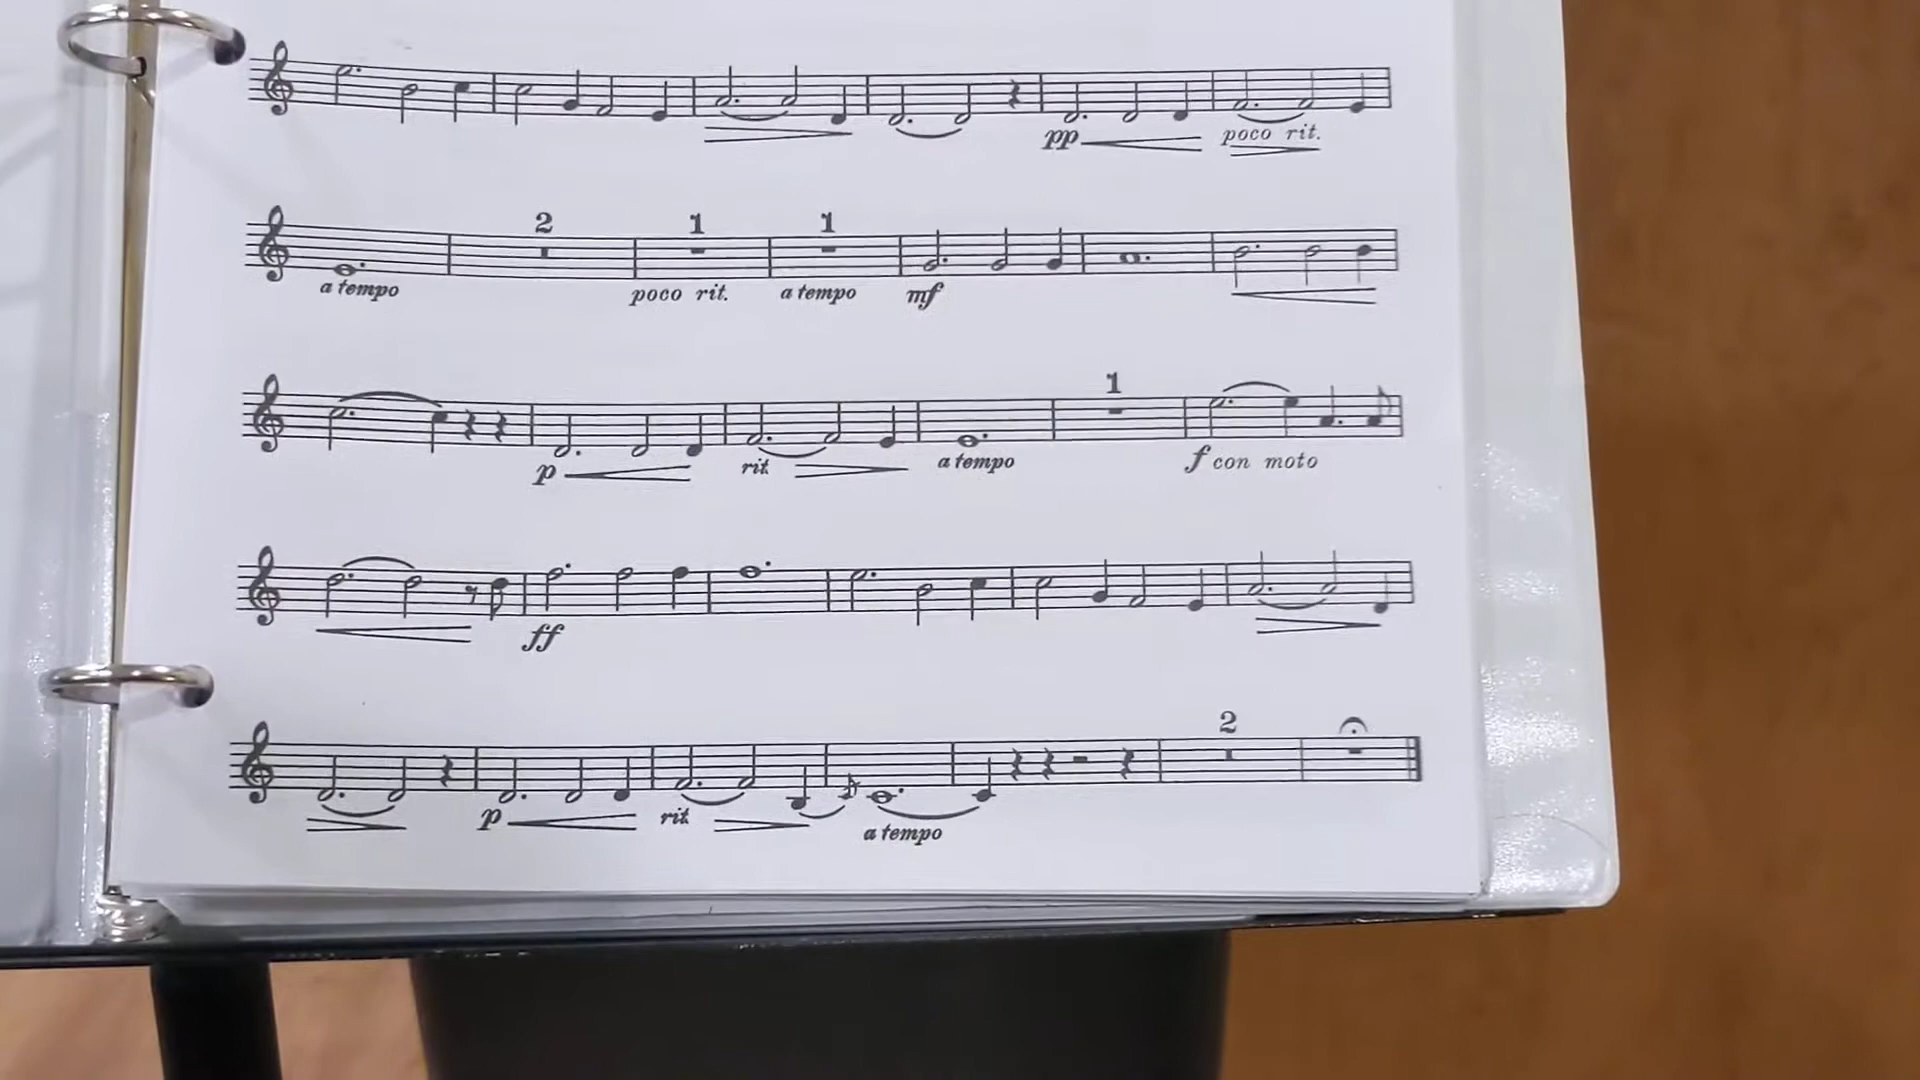 pp poco rit.
2 1 1
a tempo poco rit. a tempo mf
1
p rit. a tempo f con moto
ff
2
p rit. a tempo